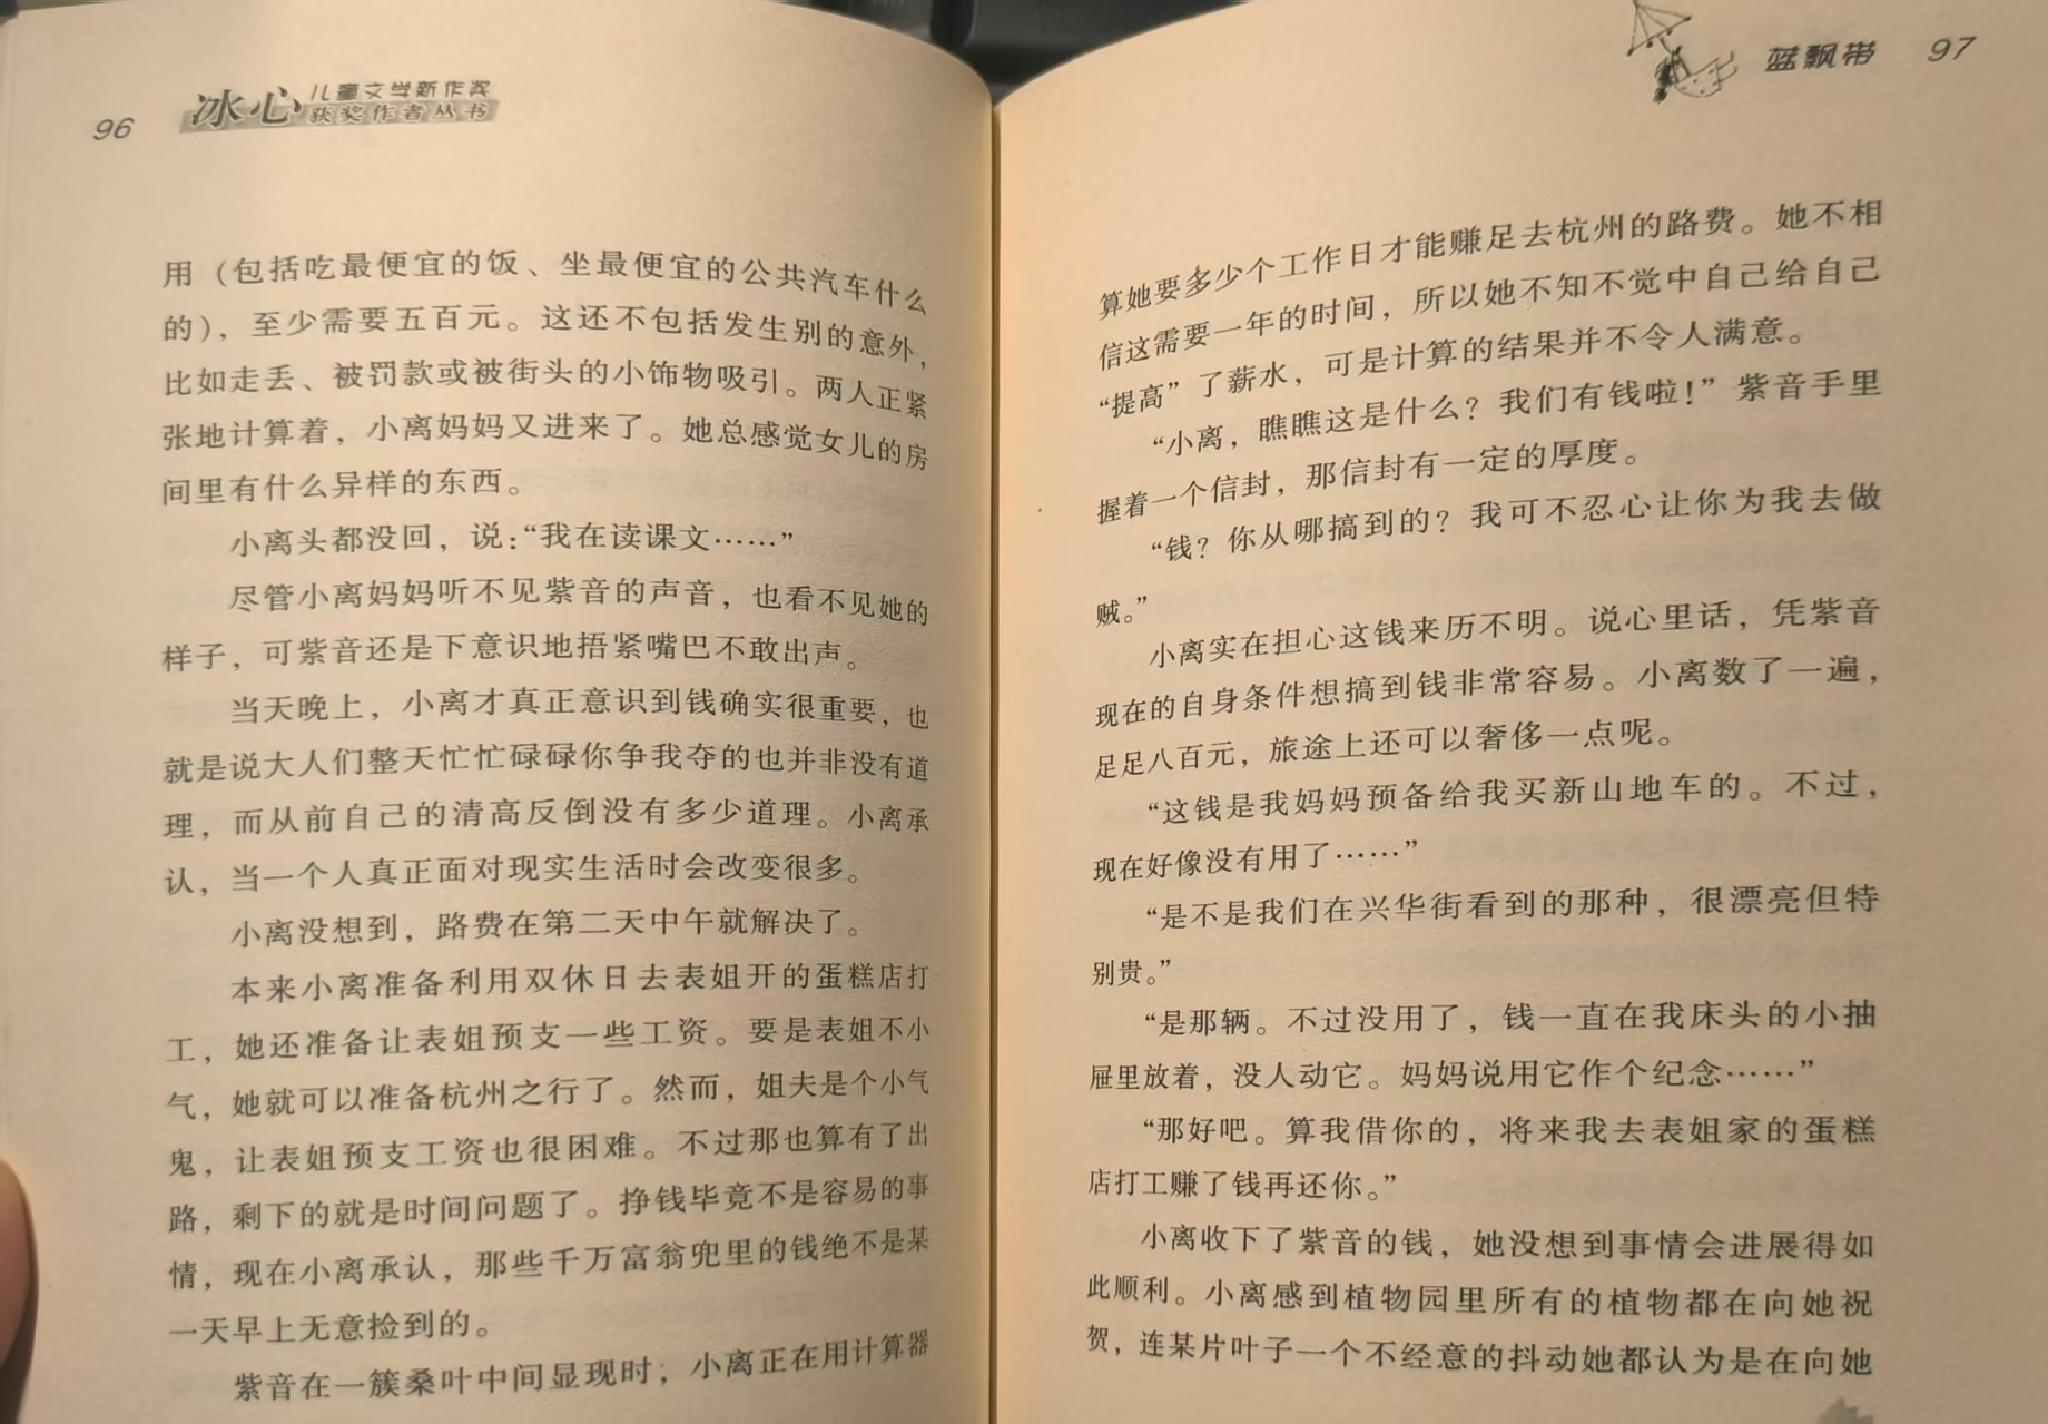 96
冰心 儿童文学新作奖
获奖作者丛书
用（包括吃最便宜的饭、坐最便宜的公共汽车什么
的），至少需要五百元。这还不包括发生别的意外，
比如走丢、被罚款或被街头的小饰物吸引。两人正紧
张地计算着，小离妈妈又进来了。她总感觉女儿的房
间里有什么异样的东西。
小离头都没回，说：“我在读课文……”
尽管小离妈妈听不见紫音的声音，也看不见她的
样子，可紫音还是下意识地捂紧嘴巴不敢出声。
当天晚上，小离才真正意识到钱确实很重要，也
就是说大人们整天忙忙碌碌你争我夺的也并非没有道
理，而从前自己的清高反倒没有多少道理。小离承
认，当一个人真正面对现实生活时会改变很多。
小离没想到，路费在第二天中午就解决了。
本来小离准备利用双休日去表姐开的蛋糕店打
工，她还准备让表姐预支一些工资。要是表姐不小
气，她就可以准备杭州之行了。然而，姐夫是个小气
鬼，让表姐预支工资也很困难。不过那也算有了出
路，剩下的就是时间问题了。挣钱毕竟不是容易的事
情，现在小离承认，那些千万富翁兜里的钱绝不是某
一天早上无意捡到的。
紫音在一簇桑叶中间显现时，小离正在用计算器
蓝飘带 97
算她要多少个工作日才能赚足去杭州的路费。她不相
信这需要一年的时间，所以她不知不觉中自己给自己
“提高”了薪水，可是计算的结果并不令人满意。
“小离，瞧瞧这是什么？我们有钱啦！”紫音手里
握着一个信封，那信封有一定的厚度。
“钱？你从哪搞到的？我可不忍心让你为我去做
贼。”
小离实在担心这钱来历不明。说心里话，凭紫音
现在的自身条件想搞到钱非常容易。小离数了一遍，
足足八百元，旅途上还可以奢侈一点呢。
“这钱是我妈妈预备给我买新山地车的。不过，
现在好像没有用了……”
“是不是我们在兴华街看到的那种，很漂亮但特
别贵。”
“是那辆。不过没用了，钱一直在我床头的小抽
屉里放着，没人动它。妈妈说用它作个纪念……”
“那好吧。算我借你的，将来我去表姐家的蛋糕
店打工赚了钱再还你。”
小离收下了紫音的钱，她没想到事情会进展得如
此顺利。小离感到植物园里所有的植物都在向她祝
贺，连某片叶子一个不经意的抖动她都认为是在向她